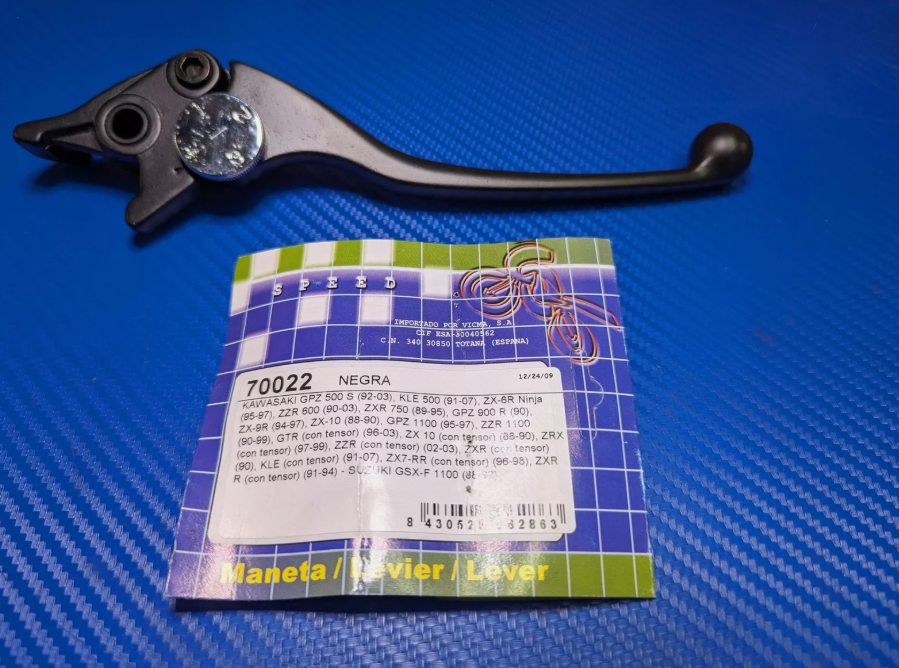 SPEED
IMPORTADO POR VICMA, S.A.
CIF ESA-30040562
C.N. 340 30850 TOTANA (ESPAÑA)
70022 NEGRA 12/24/09
KAWASAKI GPZ 500 S (92-03), KLE 500 (91-07), ZX-6R Ninja
(95-97), ZZR 600 (90-03), ZXR 750 (89-95), GPZ 900 R (90),
ZX-9R (94-97), ZX-10 (88-90), GPZ 1100 (95-97), ZZR 1100
(90-99), GTR (con tensor) (96-03), ZX 10 (con tensor) (88-90), ZRX
(con tensor) (97-99), ZZR (con tensor) (02-03), ZXR (con tensor)
(90), KLE (con tensor) (91-07), ZX7-RR (con tensor) (96-98), ZXR
R (con tensor) (91-94) - SUZUKI GSX-F 1100
8 430525 262863
Maneta / Levier / Lever